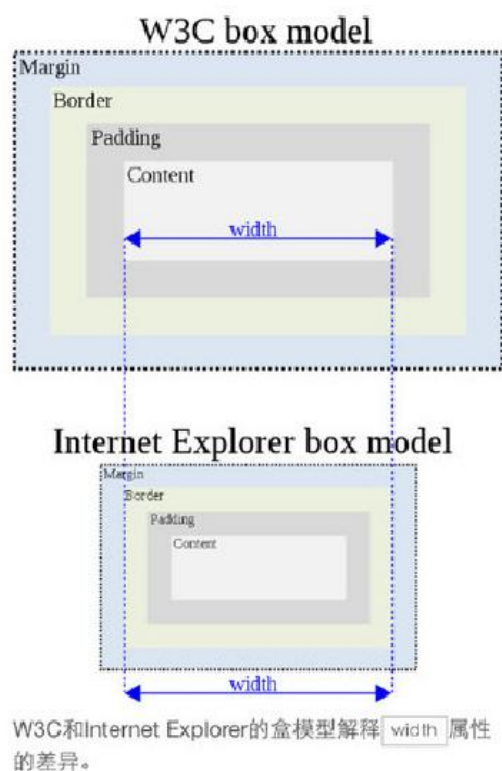 W3C box model
Margin
Border
Padding
Content
width
Internet Explorer box model
Margin
Border
Padding
Content
width
W3C和Internet Explorer的盒模型解释 width 属性
的差异。